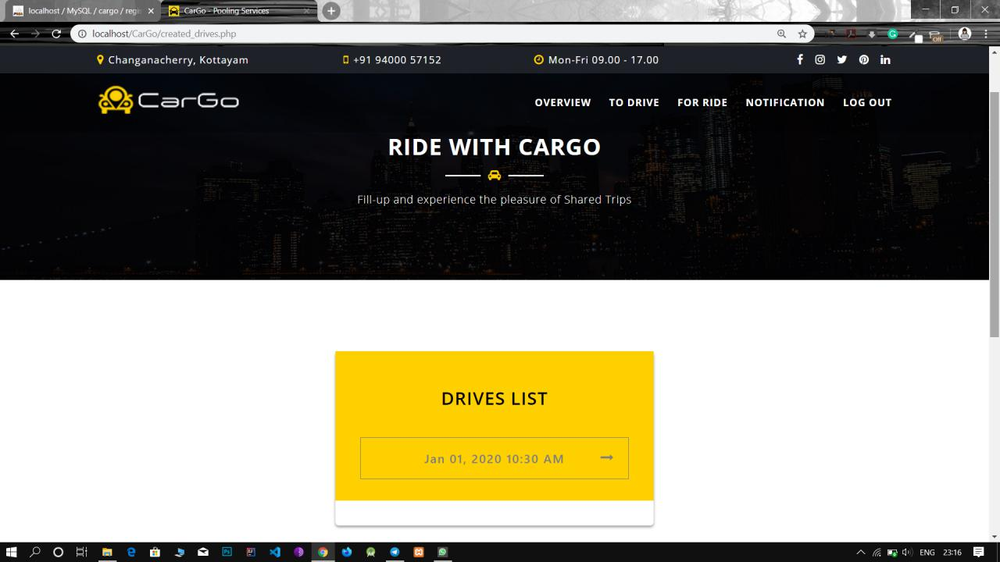 localhost / MySQL / cargo / regis
CarGo - Pooling Services
localhost/CarGo/created_drives.php
Off
Changanacherry, Kottayam
+91 94000 57152
Mon-Fri 09.00 - 17.00
CarGo
OVERVIEW
TO DRIVE
FOR RIDE
NOTIFICATION
LOG OUT
RIDE WITH CARGO
Fill-up and experience the pleasure of Shared Trips
DRIVES LIST
Jan 01, 2020 10:30 AM
ENG
23:16